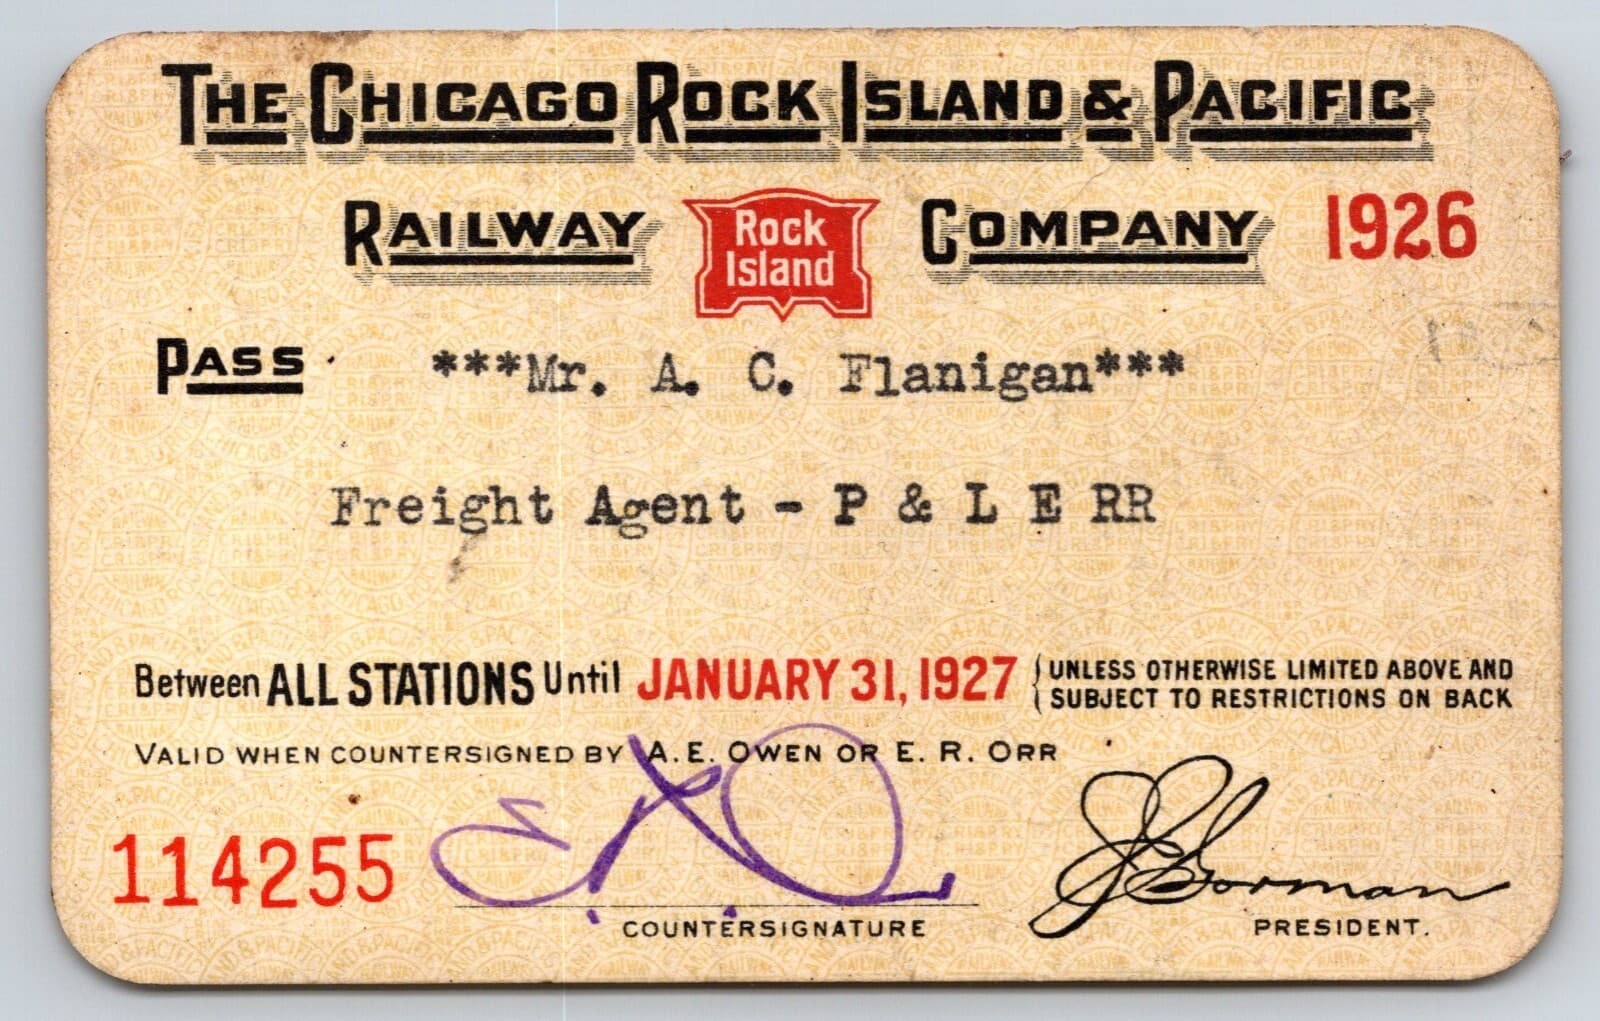 THE CHICAGO ROCK ISLAND & PACIFIC
RAILWAY Rock Island COMPANY 1926
PASS ***Mr. A. C. Flanigan***
Freight Agent - P & L E RR
Between ALL STATIONS Until JANUARY 31, 1927 { UNLESS OTHERWISE LIMITED ABOVE AND
SUBJECT TO RESTRICTIONS ON BACK
VALID WHEN COUNTERSIGNED BY A. E. OWEN OR E. R. ORR
114255 J E Gorman
COUNTERSIGNATURE PRESIDENT.